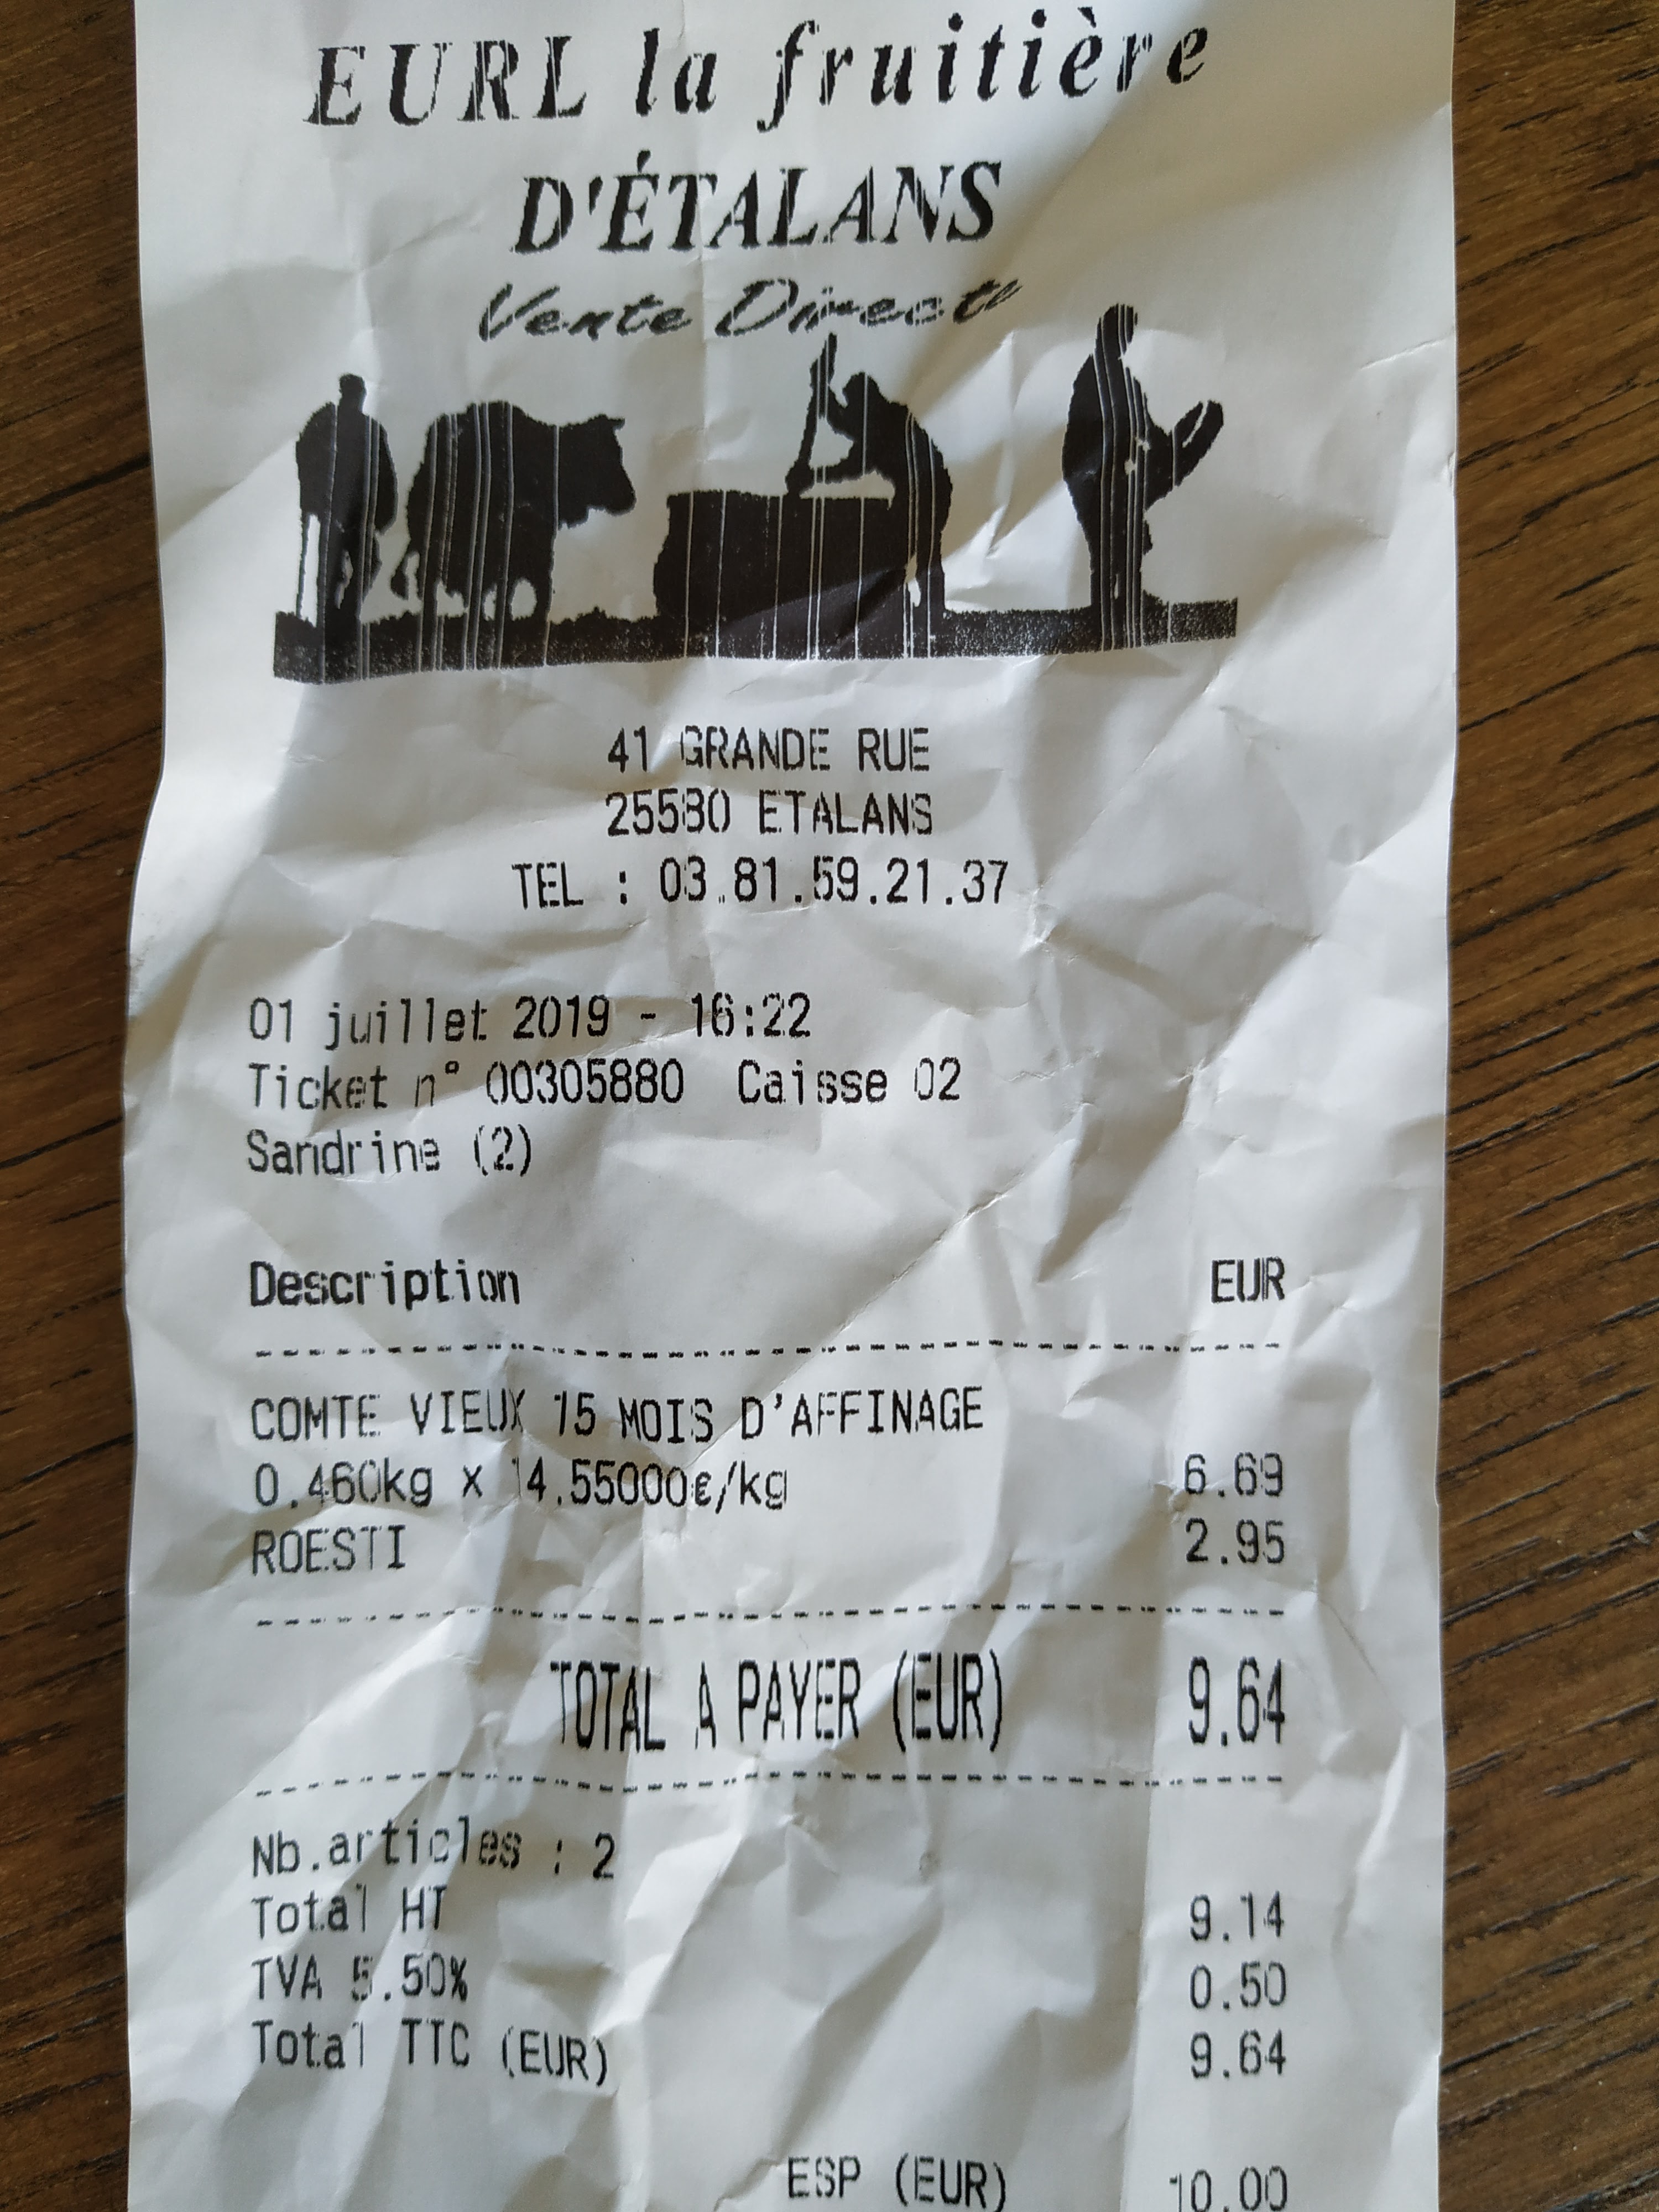 EURL la fruitière
D'ÉTALANS
Vente Directe
41 GRANDE RUE
25580 ETALANS
TEL : 03.81.59.21.37
01 juillet 2019 - 16:22
Ticket n° 00305880 Caisse 02
Sandrine (2)
Description EUR
COMTE VIEUX 15 MOIS D'AFFINAGE
0.460kg x 14.55000€/kg 6.69
ROESTI 2.95
TOTAL A PAYER (EUR) 9.64
Nb.articles : 2
Total HT 9.14
TVA 5.50% 0.50
Total TTC (EUR) 9.64
ESP (EUR) 10.00